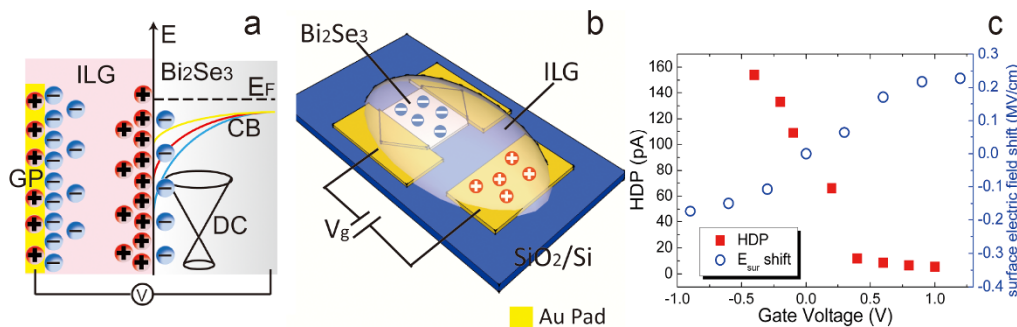 a
E
ILG
Bi₂Se₃
E_F
CB
GP
DC
V
b
Bi₂Se₃
ILG
V_g
SiO₂/Si
Au Pad
c
160
140
120
100
80
60
40
20
0
HDP (pA)
HDP
E_sur shift
-1.0
-0.5
0.0
0.5
1.0
Gate Voltage (V)
0.3
0.2
0.1
0.0
-0.1
-0.2
-0.3
-0.4
surface electric field shift (MV/cm)